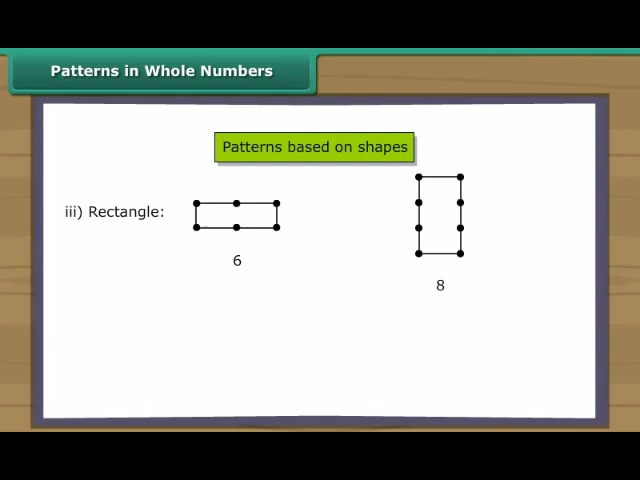 Patterns in Whole Numbers
Patterns based on shapes
iii) Rectangle:
6
8